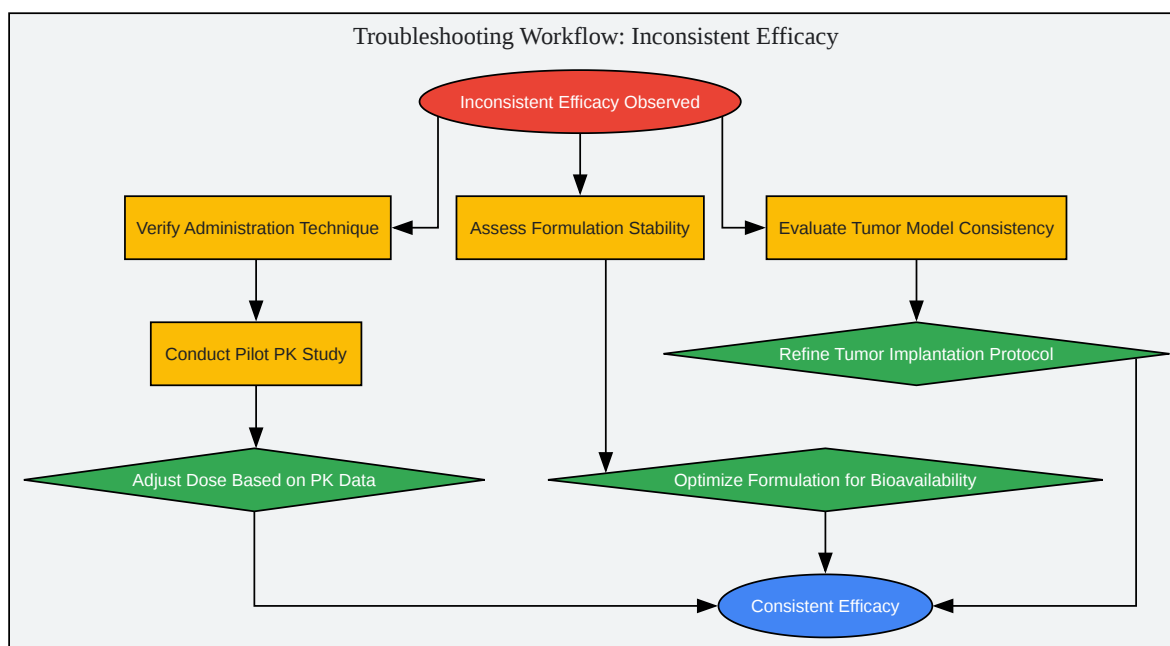 Troubleshooting Workflow: Inconsistent Efficacy
Inconsistent Efficacy Observed
Verify Administration Technique
Assess Formulation Stability
Evaluate Tumor Model Consistency
Conduct Pilot PK Study
Refine Tumor Implantation Protocol
Adjust Dose Based on PK Data
Optimize Formulation for Bioavailability
Consistent Efficacy